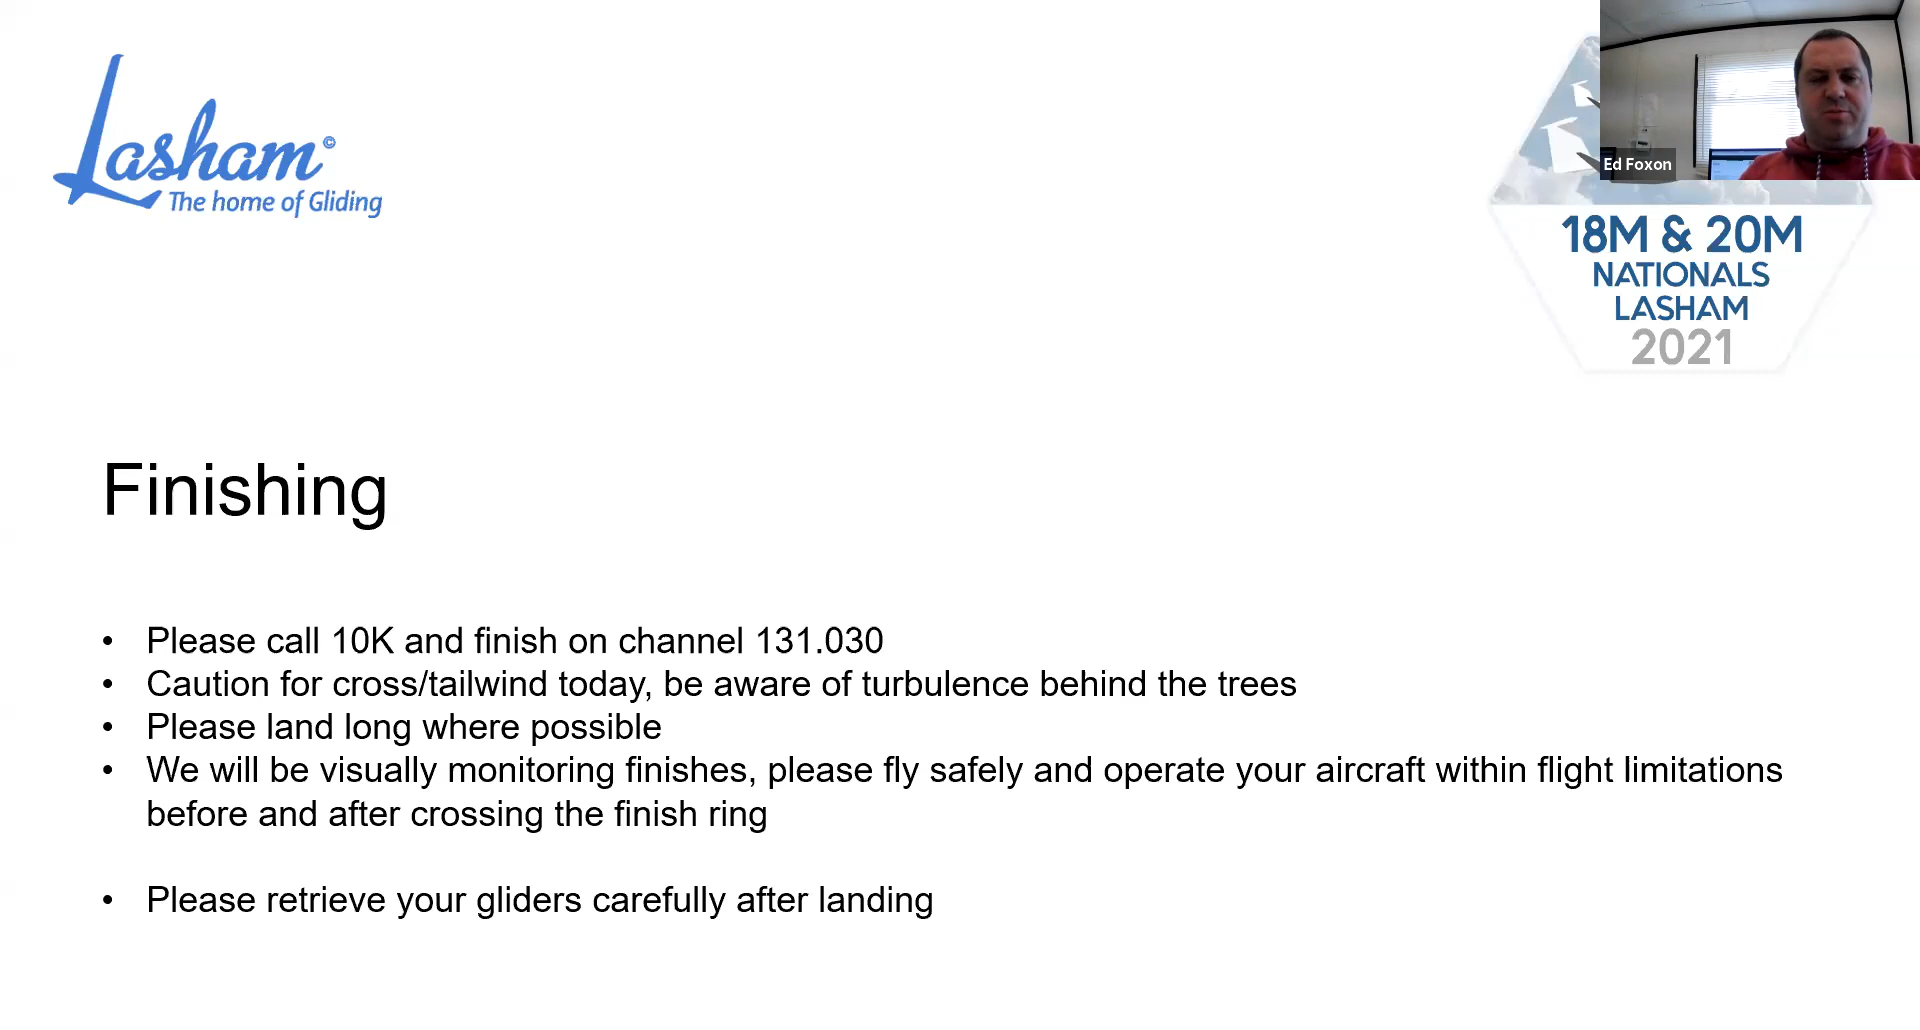 Lasham©
The home of Gliding
Ed Foxon
18M & 20M
NATIONALS
LASHAM
2021
Finishing
• Please call 10K and finish on channel 131.030
• Caution for cross/tailwind today, be aware of turbulence behind the trees
• Please land long where possible
• We will be visually monitoring finishes, please fly safely and operate your aircraft within flight limitations
before and after crossing the finish ring
• Please retrieve your gliders carefully after landing